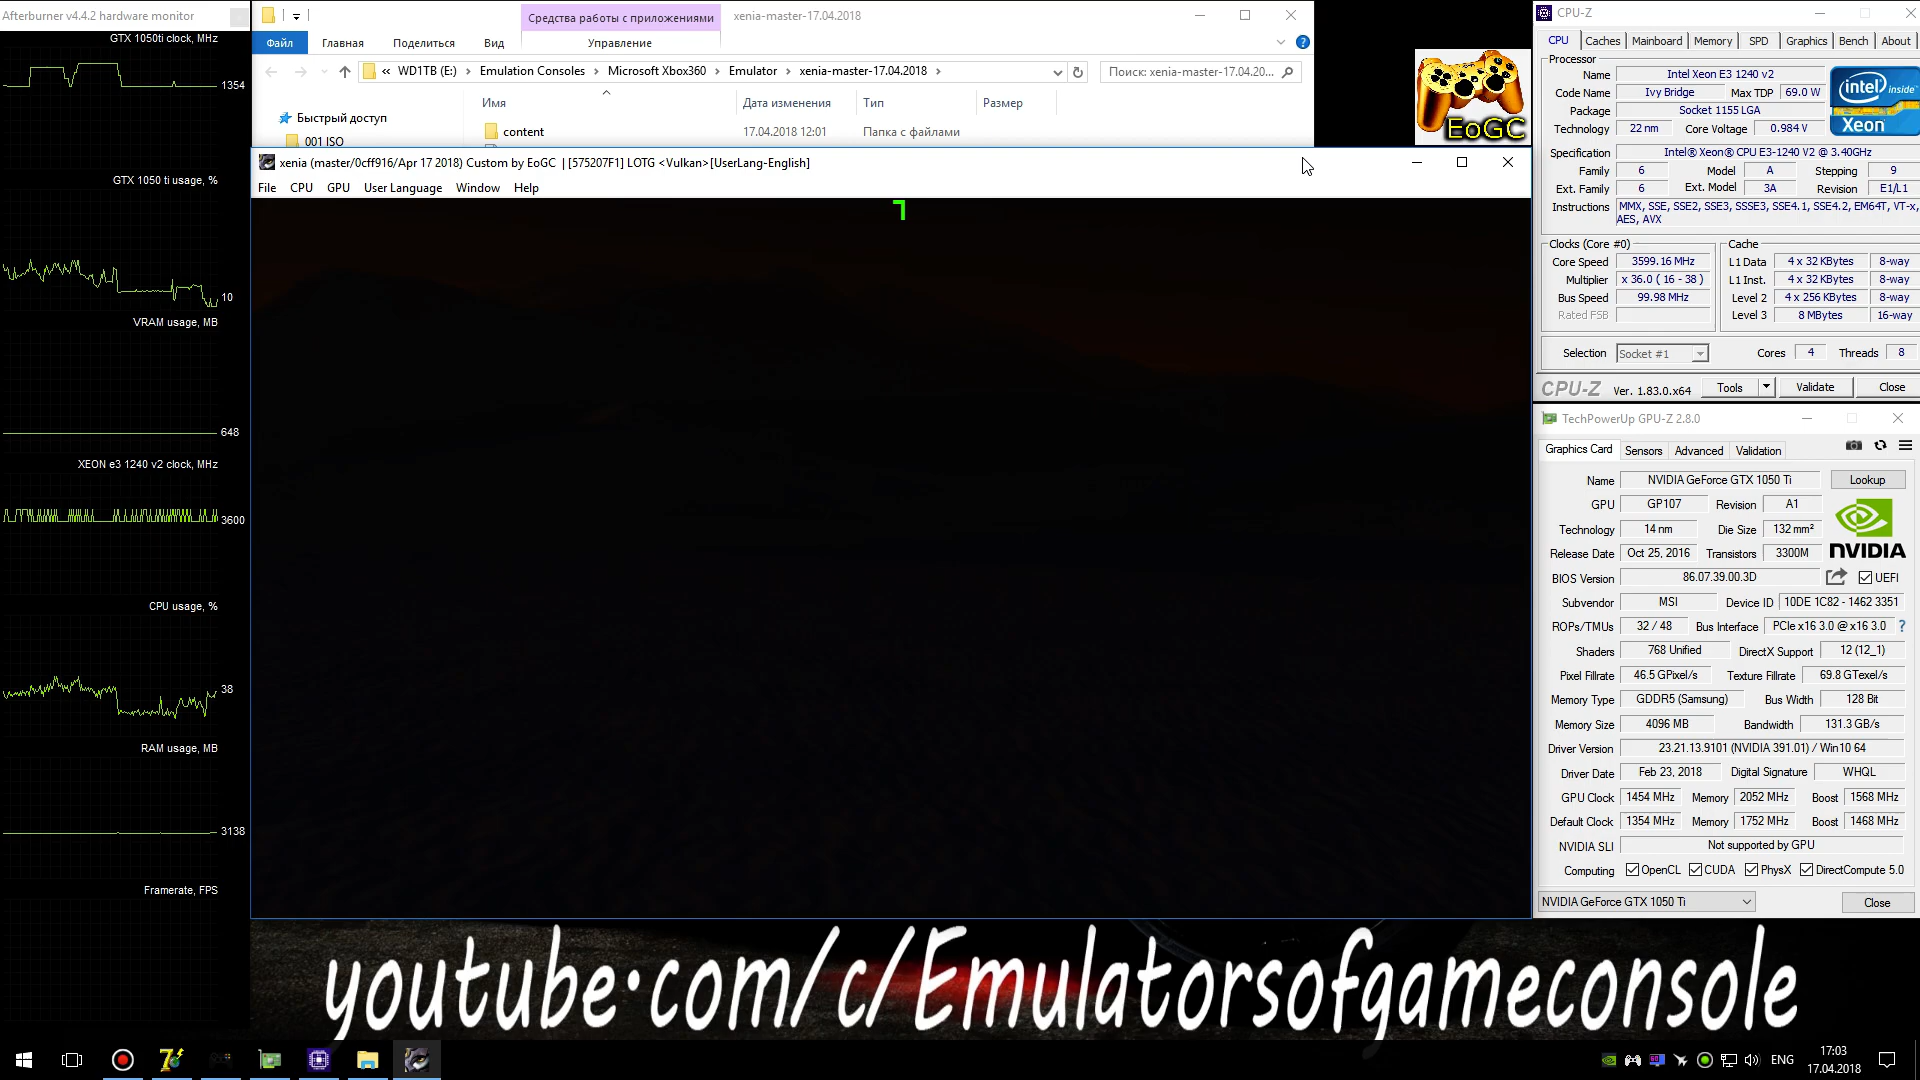 Afterburner v4.4.2 hardware monitor
GTX 1050ti clock, MHz
1354
GTX 1050 ti usage, %
10
VRAM usage, MB
648
XEON e3 1240 v2 clock, MHz
3600
CPU usage, %
38
RAM usage, MB
3138
Framerate, FPS
Средства работы с приложениями
xenia-master-17.04.2018
Файл
Главная
Поделиться
Вид
Управление
« WD1TB (E:) > Emulation Consoles > Microsoft Xbox360 > Emulator > xenia-master-17.04.2018 >
Поиск: xenia-master-17.04.20...
Имя
Дата изменения
Тип
Размер
Быстрый доступ
001 ISO
content
17.04.2018 12:01
Папка с файлами
EoGC
xenia (master/0cff916/Apr 17 2018) Custom by EoGC | [575207F1] LOTG <Vulkan>[UserLang-English]
File CPU GPU User Language Window Help
7
CPU-Z
CPU Caches Mainboard Memory SPD Graphics Bench About
Processor
Name Intel Xeon E3 1240 v2
Code Name Ivy Bridge Max TDP 69.0 W
Package Socket 1155 LGA
Technology 22 nm Core Voltage 0.984 V
intel inside™
Xeon
Specification Intel® Xeon® CPU E3-1240 V2 @ 3.40GHz
Family 6 Model A Stepping 9
Ext. Family 6 Ext. Model 3A Revision E1/L1
Instructions MMX, SSE, SSE2, SSE3, SSSE3, SSE4.1, SSE4.2, EM64T, VT-x,
AES, AVX
Clocks (Core #0)
Core Speed 3599.16 MHz
Multiplier x 36.0 ( 16 - 38 )
Bus Speed 99.98 MHz
Rated FSB
Cache
L1 Data 4 x 32 KBytes 8-way
L1 Inst. 4 x 32 KBytes 8-way
Level 2 4 x 256 KBytes 8-way
Level 3 8 MBytes 16-way
Selection Socket #1 Cores 4 Threads 8
CPU-Z Ver. 1.83.0.x64 Tools Validate Close
TechPowerUp GPU-Z 2.8.0
Graphics Card Sensors Advanced Validation
Name NVIDIA GeForce GTX 1050 Ti Lookup
GPU GP107 Revision A1
Technology 14 nm Die Size 132 mm²
Release Date Oct 25, 2016 Transistors 3300M
NVIDIA
BIOS Version 86.07.39.00.3D UEFI
Subvendor MSI Device ID 10DE 1C82 - 1462 3351
ROPs/TMUs 32 / 48 Bus Interface PCIe x16 3.0 @ x16 3.0 ?
Shaders 768 Unified DirectX Support 12 (12_1)
Pixel Fillrate 46.5 GPixel/s Texture Fillrate 69.8 GTexel/s
Memory Type GDDR5 (Samsung) Bus Width 128 Bit
Memory Size 4096 MB Bandwidth 131.3 GB/s
Driver Version 23.21.13.9101 (NVIDIA 391.01) / Win10 64
Driver Date Feb 23, 2018 Digital Signature WHQL
GPU Clock 1454 MHz Memory 2052 MHz Boost 1568 MHz
Default Clock 1354 MHz Memory 1752 MHz Boost 1468 MHz
NVIDIA SLI Not supported by GPU
Computing OpenCL CUDA PhysX DirectCompute 5.0
NVIDIA GeForce GTX 1050 Ti Close
youtube.com/c/Emulatorsofgameconsole
ENG
17:03
17.04.2018